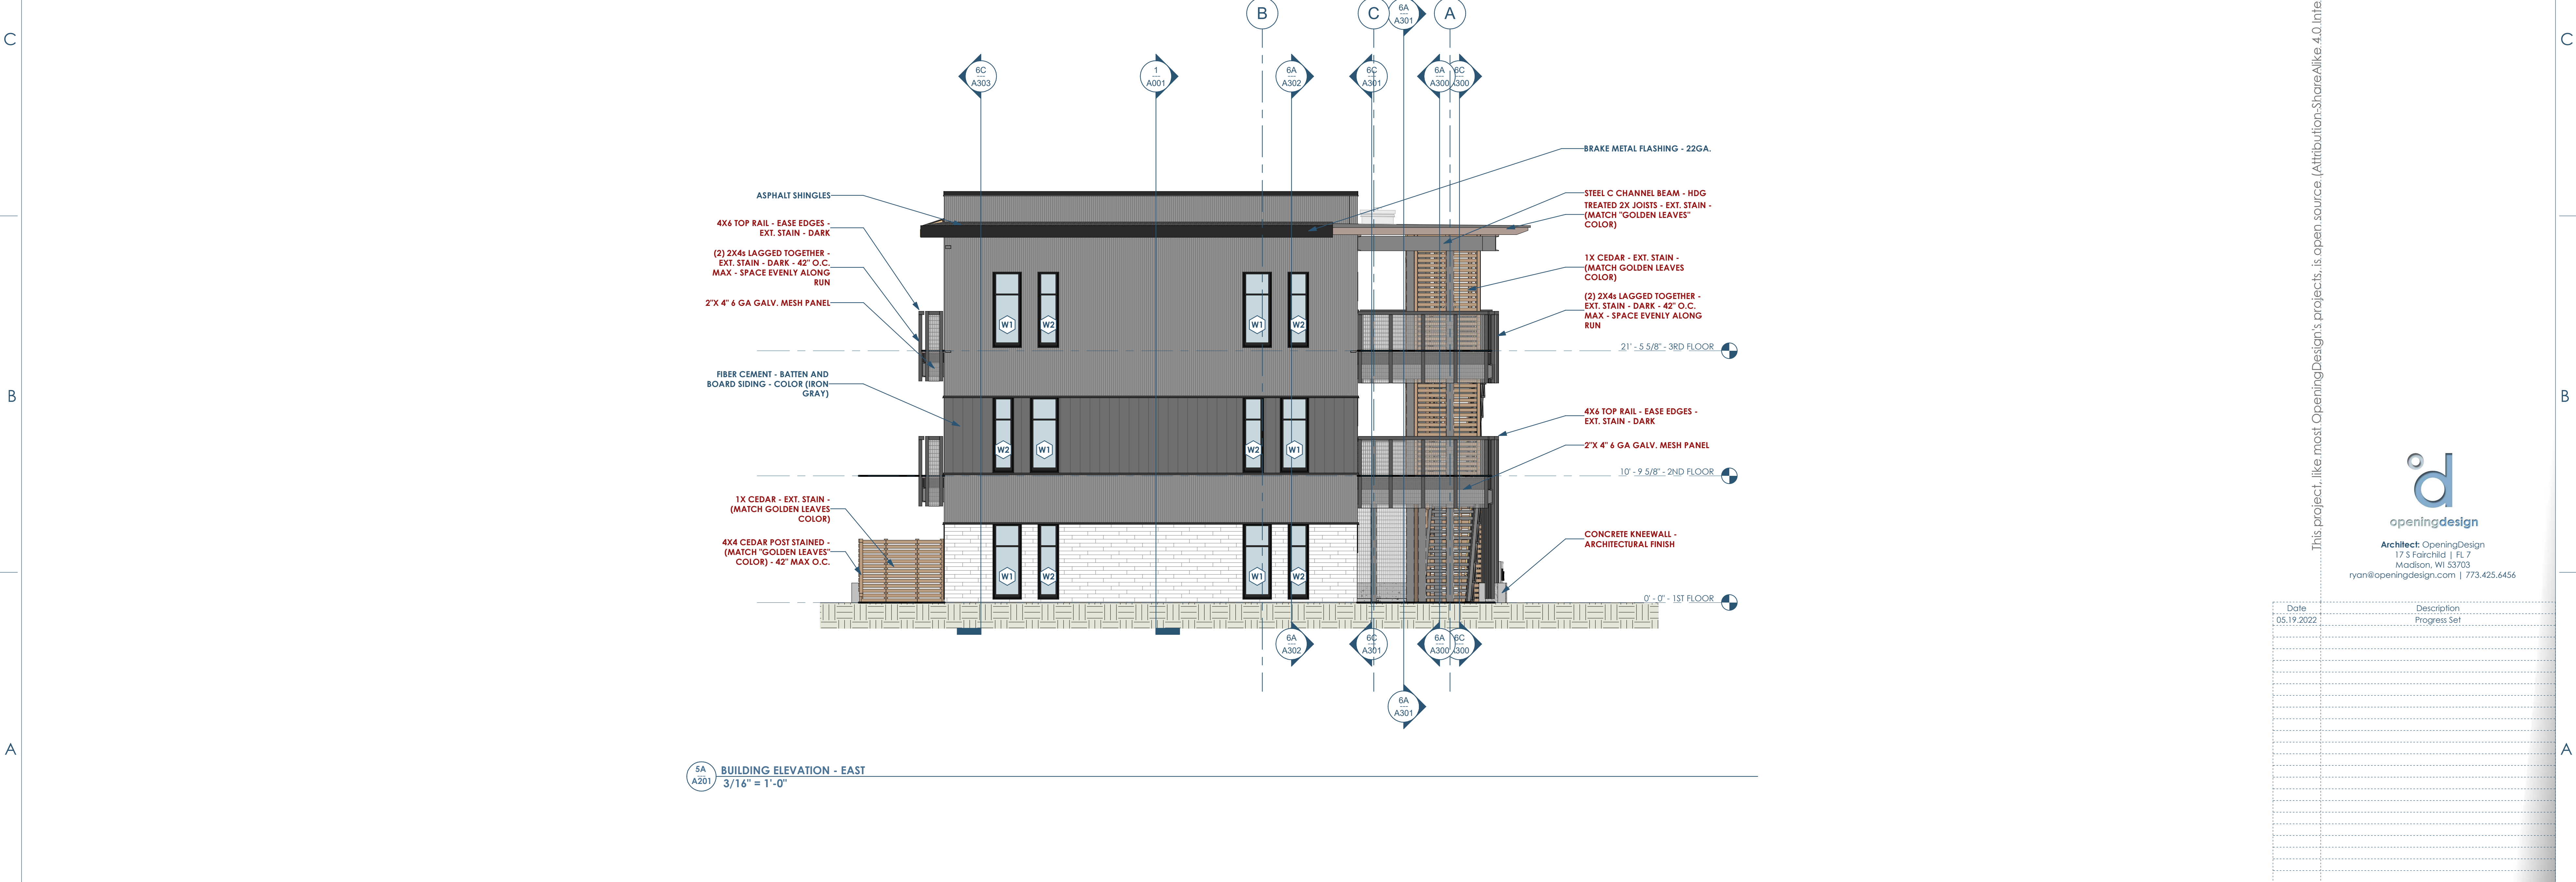 C
C
B
C
6A
A301
A
6C
A303
1
A001
6A
A302
6C
A301
6A
A300
6C
A300
BRAKE METAL FLASHING - 22GA.
ASPHALT SHINGLES
STEEL C CHANNEL BEAM - HDG
TREATED 2X JOISTS - EXT. STAIN -
(MATCH "GOLDEN LEAVES"
COLOR)
4X6 TOP RAIL - EASE EDGES -
EXT. STAIN - DARK
(2) 2X4s LAGGED TOGETHER -
EXT. STAIN - DARK - 42" O.C.
MAX - SPACE EVENLY ALONG
RUN
1X CEDAR - EXT. STAIN -
(MATCH GOLDEN LEAVES
COLOR)
2"X 4" 6 GA GALV. MESH PANEL
(2) 2X4s LAGGED TOGETHER -
EXT. STAIN - DARK - 42" O.C.
MAX - SPACE EVENLY ALONG
RUN
W1
W2
W1
W2
21' - 5 5/8" - 3RD FLOOR
FIBER CEMENT - BATTEN AND
BOARD SIDING - COLOR (IRON
GRAY)
B
B
4X6 TOP RAIL - EASE EDGES -
EXT. STAIN - DARK
2"X 4" 6 GA GALV. MESH PANEL
W2
W1
W2
W1
10' - 9 5/8" - 2ND FLOOR
1X CEDAR - EXT. STAIN -
(MATCH GOLDEN LEAVES
COLOR)
4X4 CEDAR POST STAINED -
(MATCH "GOLDEN LEAVES"
COLOR) - 42" MAX O.C.
CONCRETE KNEEWALL -
ARCHITECTURAL FINISH
W1
W2
W1
W2
0' - 0" - 1ST FLOOR
6A
A302
6C
A301
6A
A300
6C
A300
6A
A301
A
A
5A
A201
BUILDING ELEVATION - EAST
3/16" = 1'-0"
This project, like most OpeningDesign's projects, is open source (Attribution-ShareAlike 4.0 Inte
d
openingdesign
Architect: OpeningDesign
17 S Fairchild | FL 7
Madison, WI 53703
ryan@openingdesign.com | 773.425.6456
Date Description
05.19.2022 Progress Set